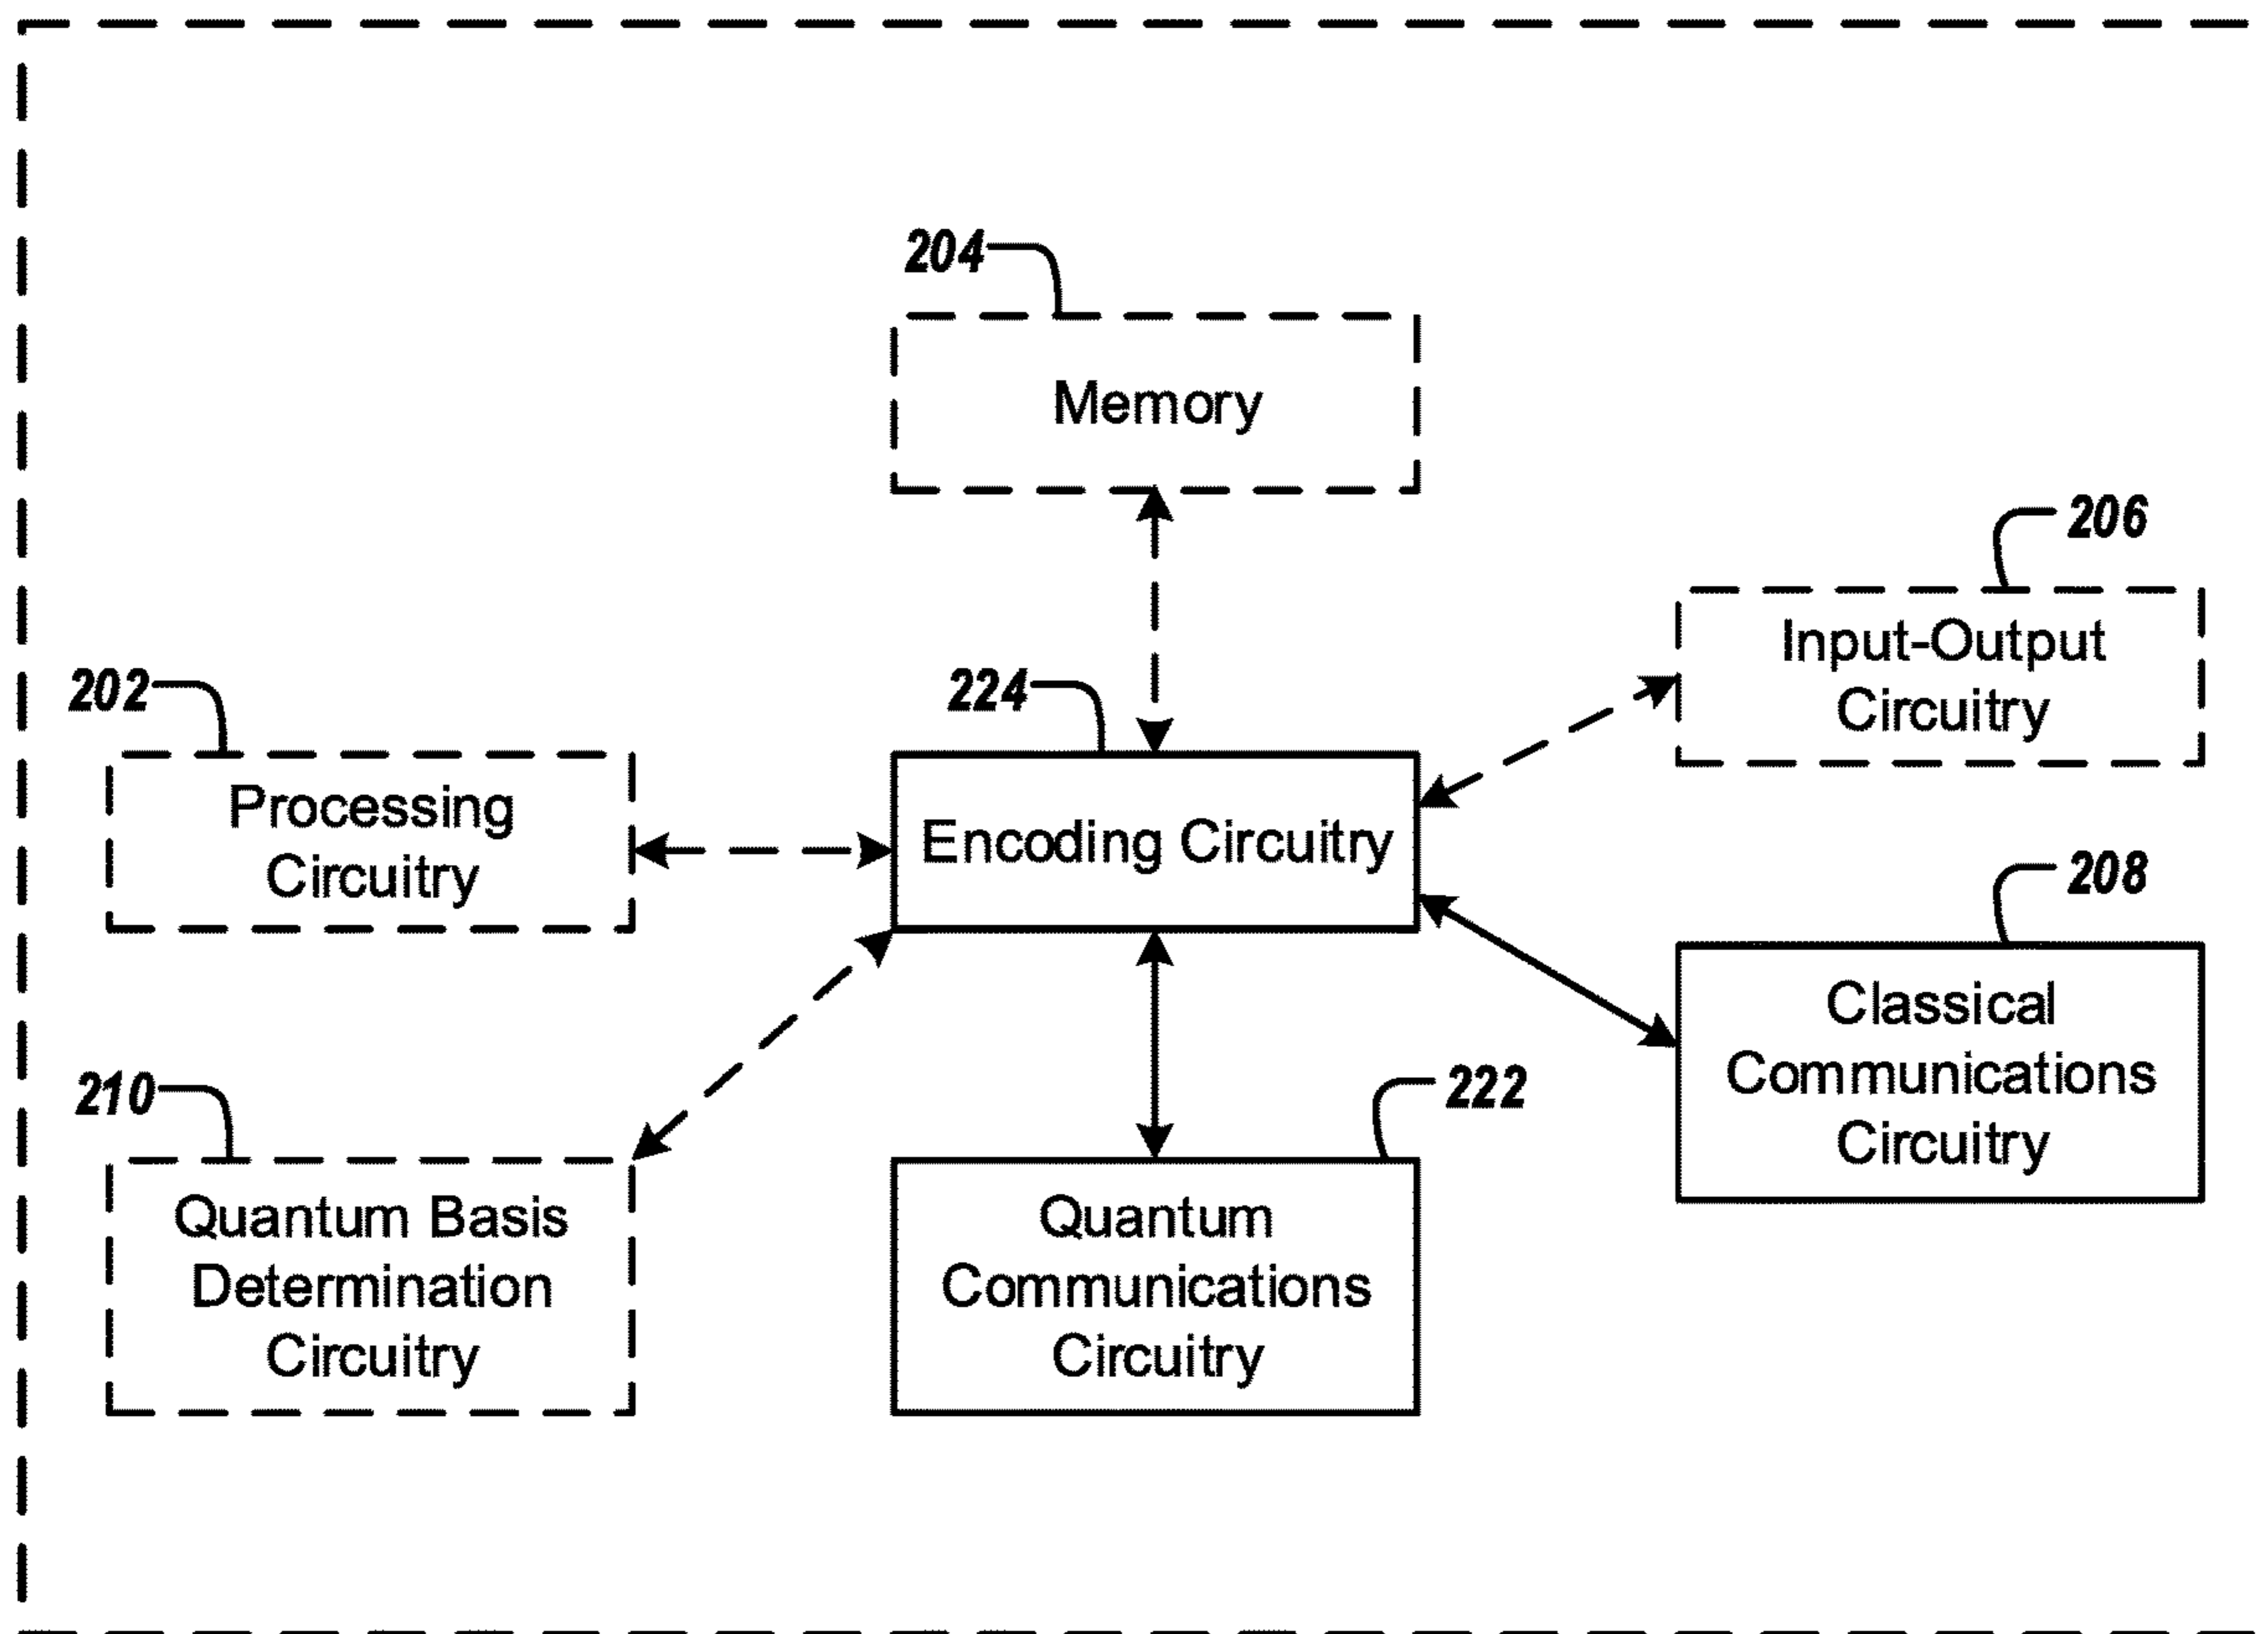 204
Memory
206
Input-Output
Circuitry
202
Processing
Circuitry
224
Encoding Circuitry
208
Classical
Communications
Circuitry
210
Quantum Basis
Determination
Circuitry
222
Quantum
Communications
Circuitry